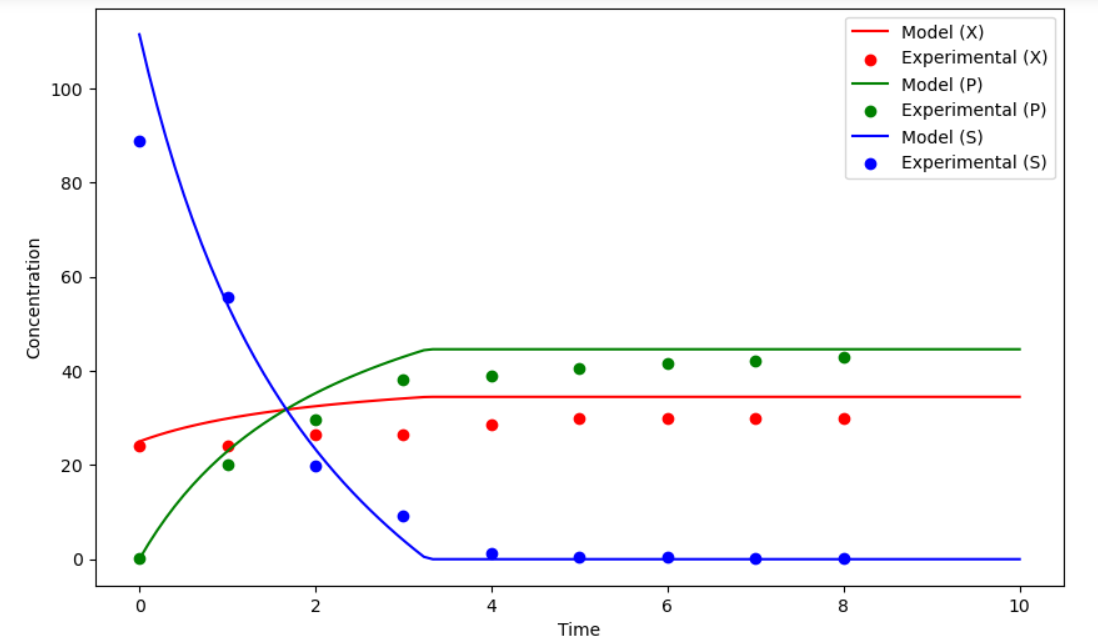 Model (X)
Experimental (X)
Model (P)
Experimental (P)
Model (S)
Experimental (S)
Concentration
100
80
60
40
20
0
0 2 4 6 8 10
Time